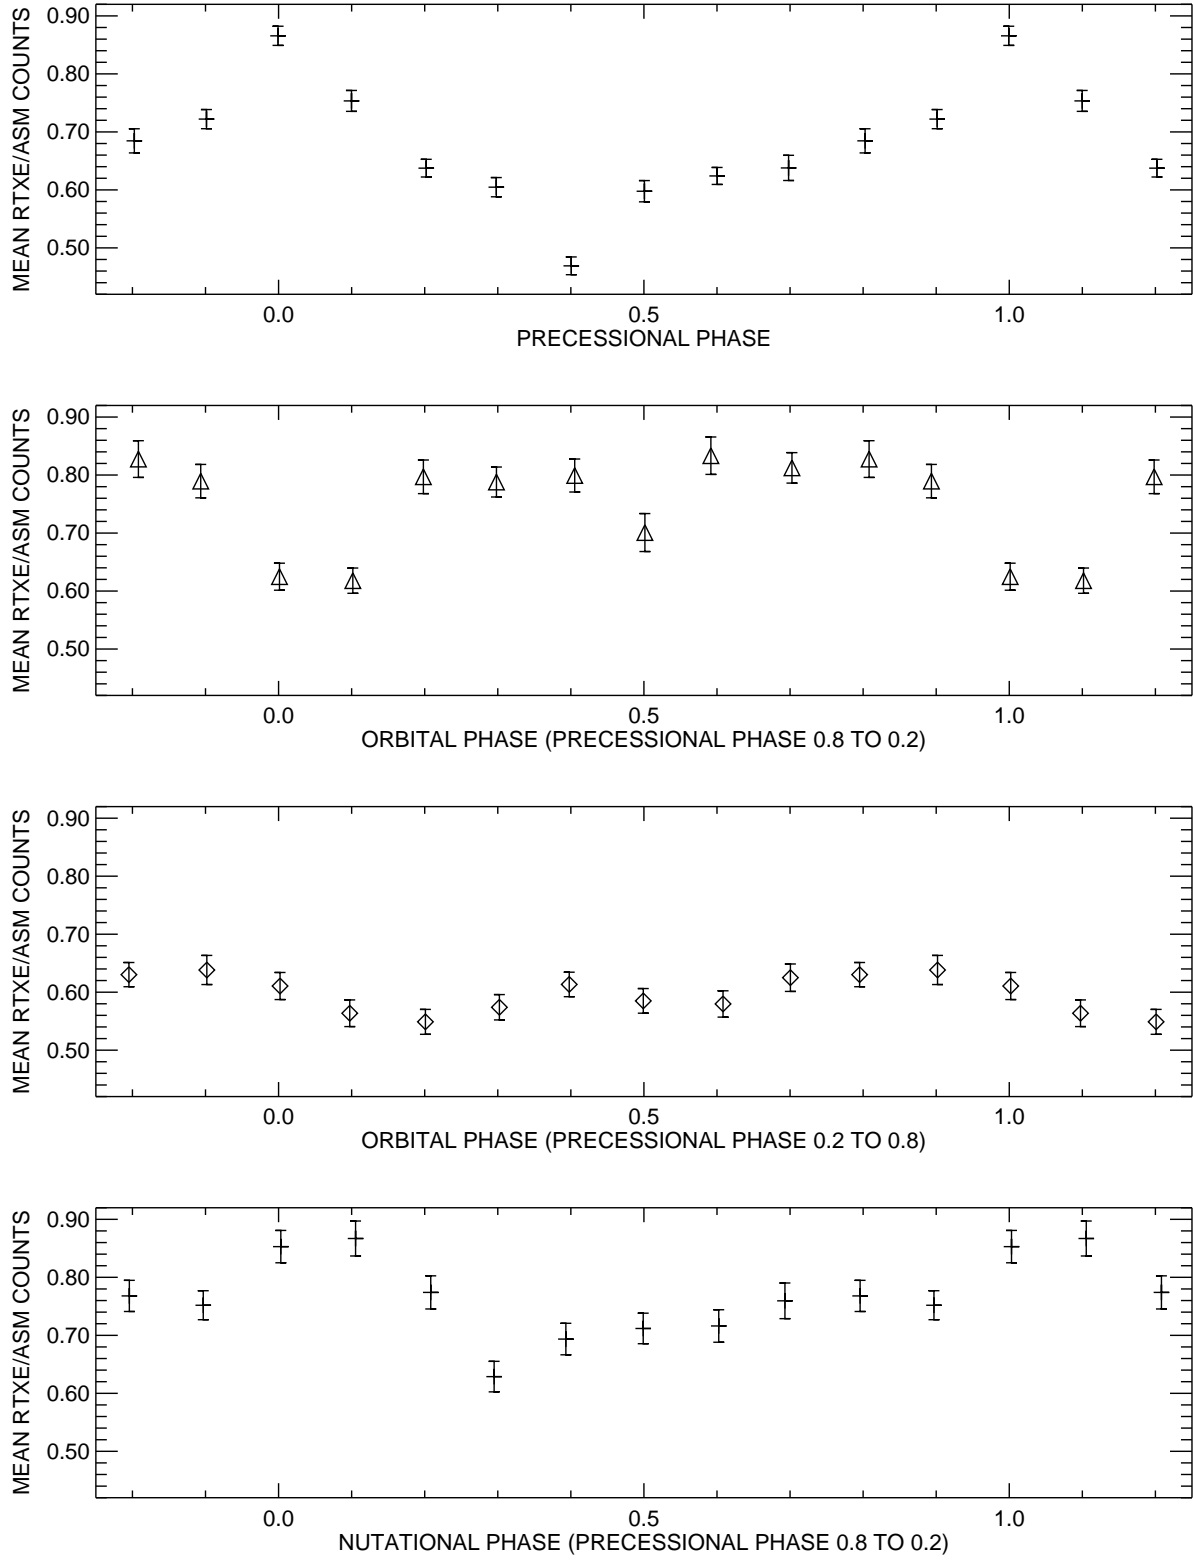 MEAN RTXE/ASM COUNTS
0.90
0.80
0.70
0.60
0.50
0.0 0.5 1.0
PRECESSIONAL PHASE
MEAN RTXE/ASM COUNTS
0.90
0.80
0.70
0.60
0.50
0.0 0.5 1.0
ORBITAL PHASE (PRECESSIONAL PHASE 0.8 TO 0.2)
MEAN RTXE/ASM COUNTS
0.90
0.80
0.70
0.60
0.50
0.0 0.5 1.0
ORBITAL PHASE (PRECESSIONAL PHASE 0.2 TO 0.8)
MEAN RTXE/ASM COUNTS
0.90
0.80
0.70
0.60
0.50
0.0 0.5 1.0
NUTATIONAL PHASE (PRECESSIONAL PHASE 0.8 TO 0.2)